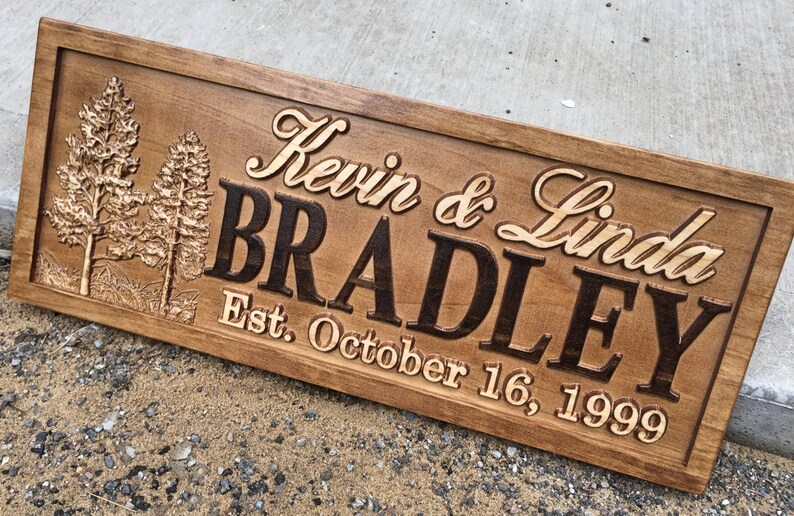 Kevin & Linda
BRADLEY
Est. October 16, 1999